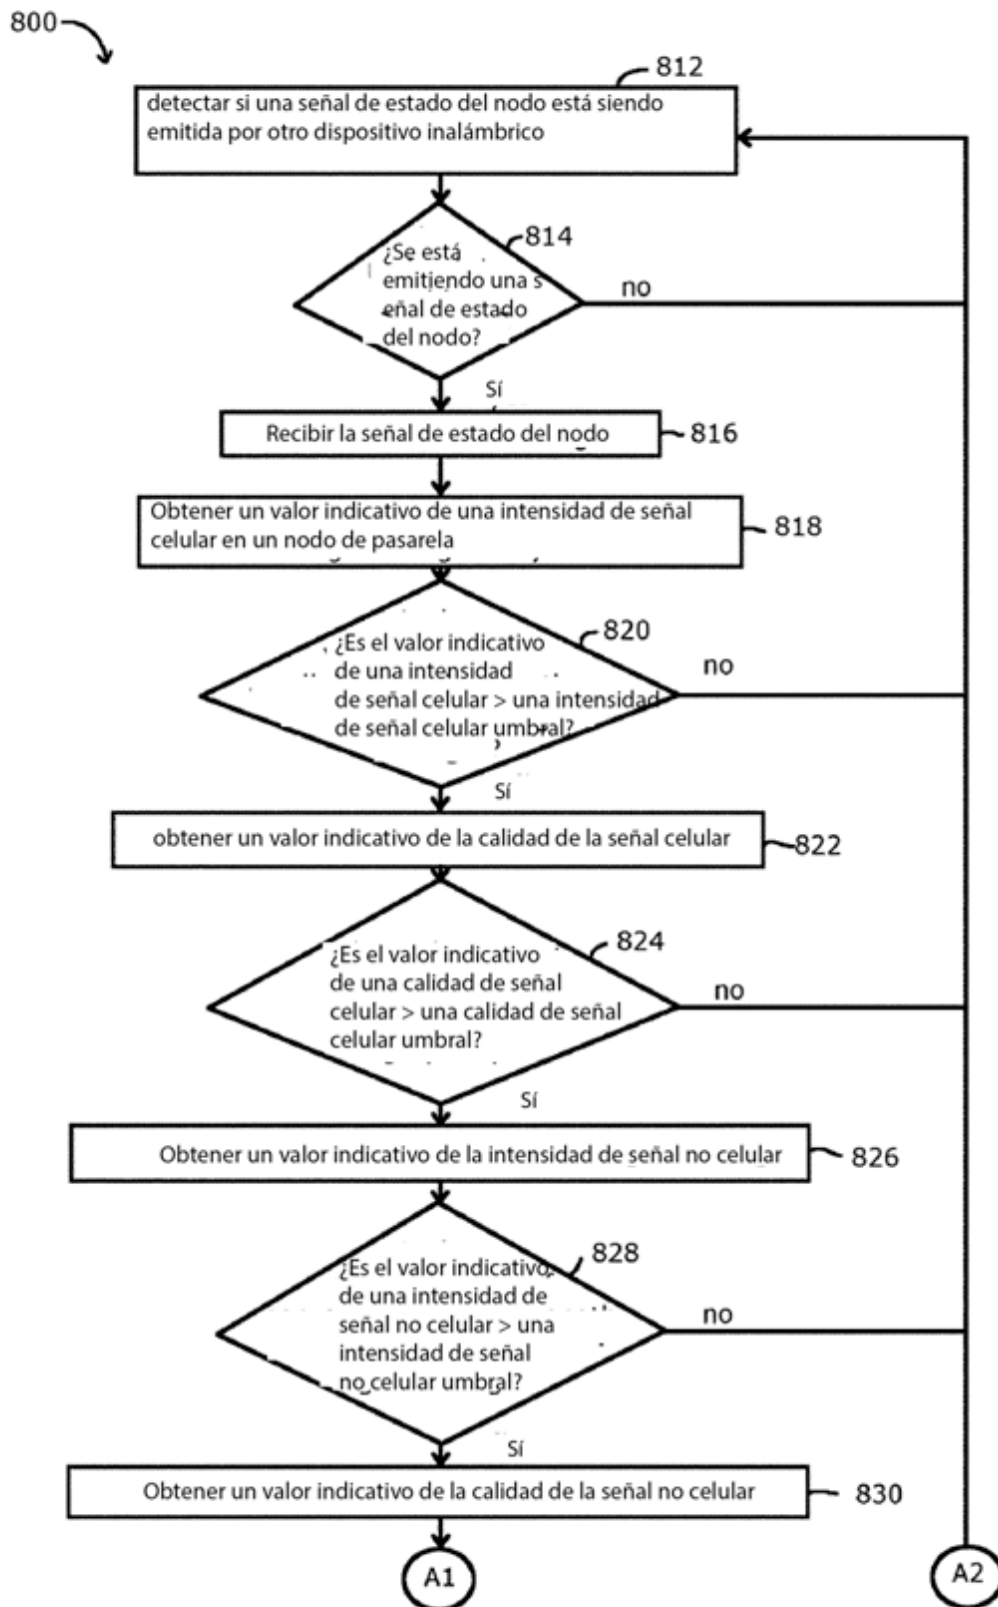 800
812
detectar si una señal de estado del nodo está siendo
emitida por otro dispositivo inalámbrico
814
¿Se está
emitiendo una s
eñal de estado
del nodo?
no
Sí
Recibir la señal de estado del nodo
816
Obtener un valor indicativo de una intensidad de señal
celular en un nodo de pasarela
818
820
¿Es el valor indicativo
de una intensidad
de señal celular > una intensidad
de señal celular umbral?
no
Sí
obtener un valor indicativo de la calidad de la señal celular
822
824
¿Es el valor indicativo
de una calidad de señal
celular > una calidad de señal
celular umbral?
no
Sí
Obtener un valor indicativo de la intensidad de señal no celular
826
828
¿Es el valor indicativo
de una intensidad de
señal no celular > una
intensidad de señal
no celular umbral?
no
Sí
Obtener un valor indicativo de la calidad de la señal no celular
830
A1
A2